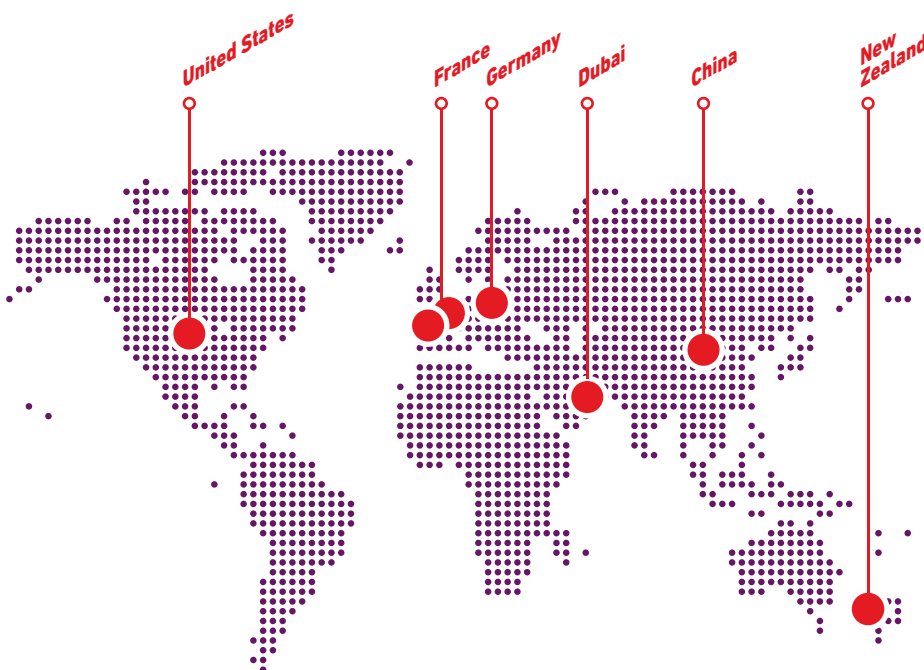 United States
France
Germany
Dubai
China
New
Zealand